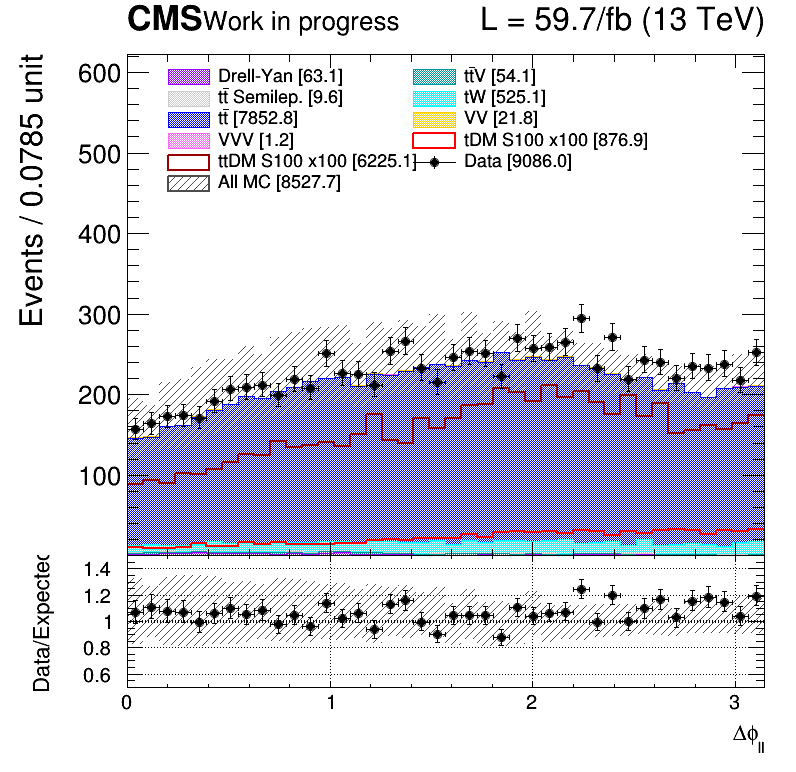 CMS Work in progress L = 59.7/fb (13 TeV)
Events / 0.0785 unit
600
500
400
300
200
100
Drell-Yan [63.1] tt̄V [54.1]
tt̄ Semilep. [9.6] tW [525.1]
tt̄ [7852.8] VV [21.8]
VVV [1.2] tDM S100 x100 [876.9]
ttDM S100 x100 [6225.1] Data [9086.0]
All MC [8527.7]
Data/Expected
1.4
1.2
1
0.8
0.6
0 1 2 3
Δϕ_ll